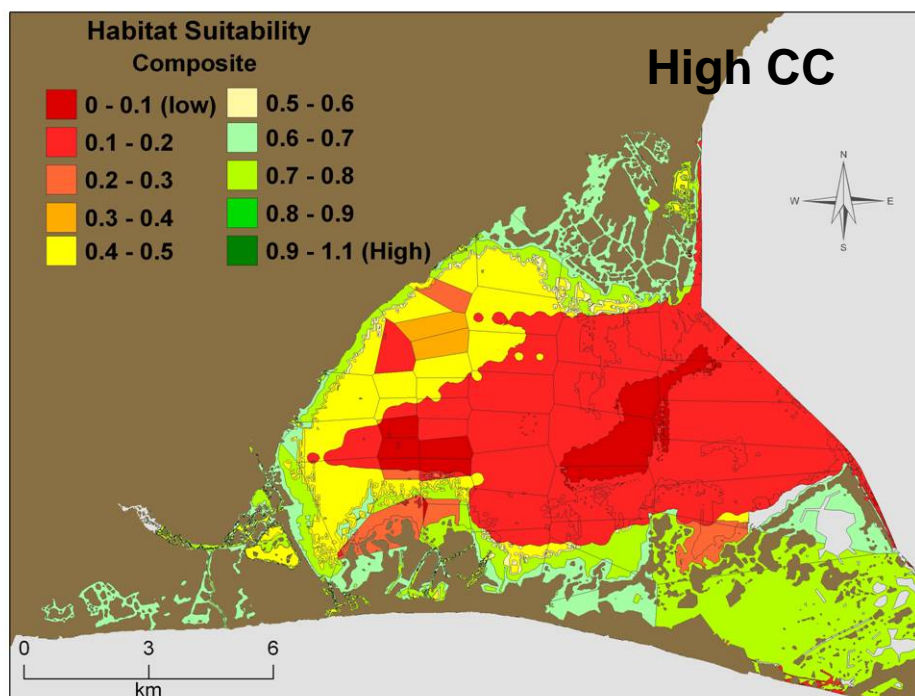 Habitat Suitability
Composite
High CC
0 - 0.1 (low)
0.1 - 0.2
0.2 - 0.3
0.3 - 0.4
0.4 - 0.5
0.5 - 0.6
0.6 - 0.7
0.7 - 0.8
0.8 - 0.9
0.9 - 1.1 (High)
N
W E
S
0 3 6
km